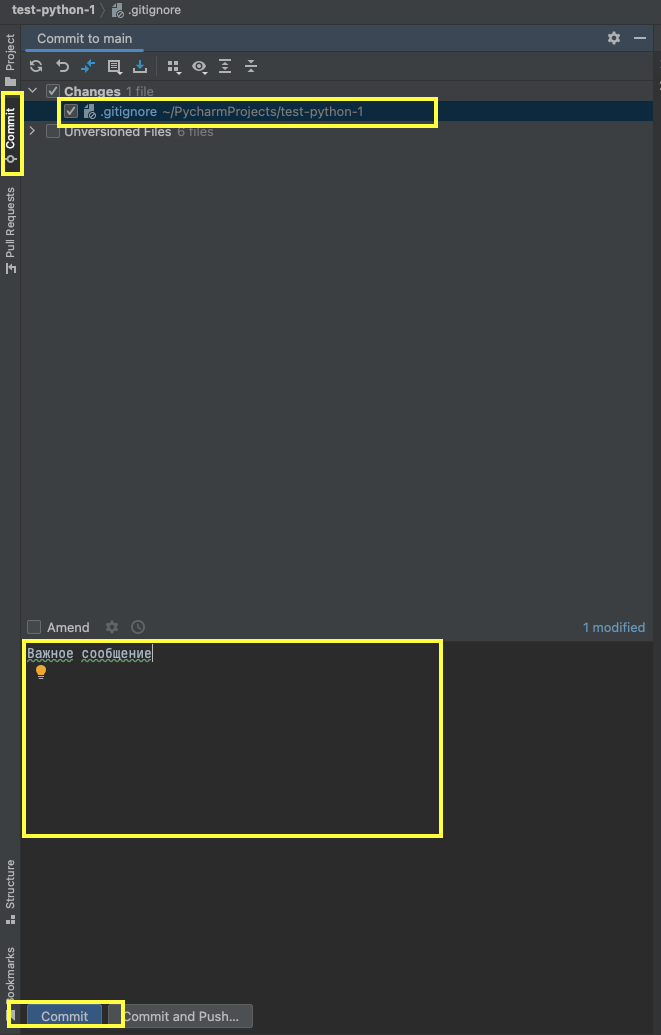 test-python-1 .gitignore
Project
Commit to main
Changes 1 file
.gitignore ~/PycharmProjects/test-python-1
Unversioned Files 6 files
Commit
Pull Requests
Amend
1 modified
Важное сообщение
Structure
Bookmarks
Commit
Commit and Push...